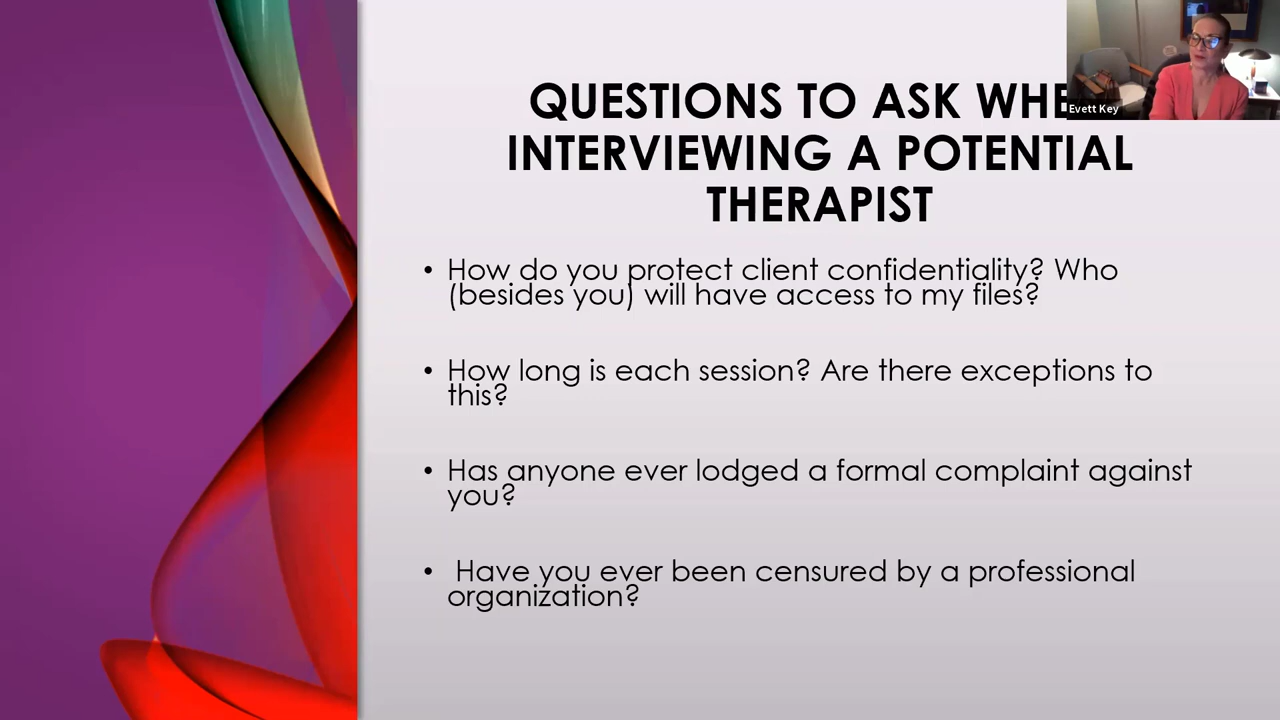 Evett Key
QUESTIONS TO ASK WHE
INTERVIEWING A POTENTIAL
THERAPIST
• How do you protect client confidentiality? Who
(besides you) will have access to my files?
• How long is each session? Are there exceptions to
this?
• Has anyone ever lodged a formal complaint against
you?
• Have you ever been censured by a professional
organization?